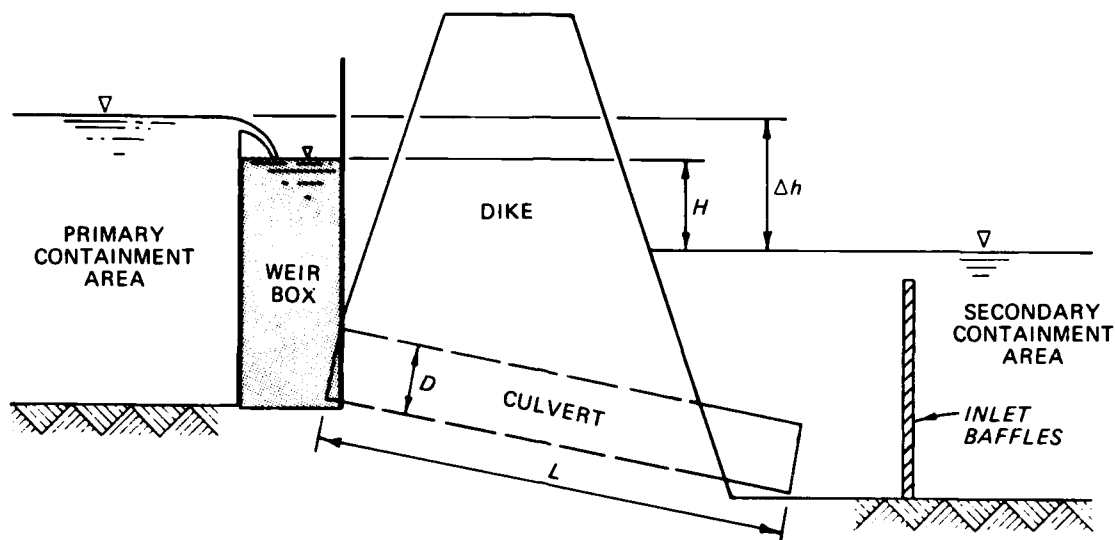 PRIMARY
CONTAINMENT
AREA
WEIR
BOX
DIKE
H
Δh
SECONDARY
CONTAINMENT
AREA
INLET
BAFFLES
D
CULVERT
L